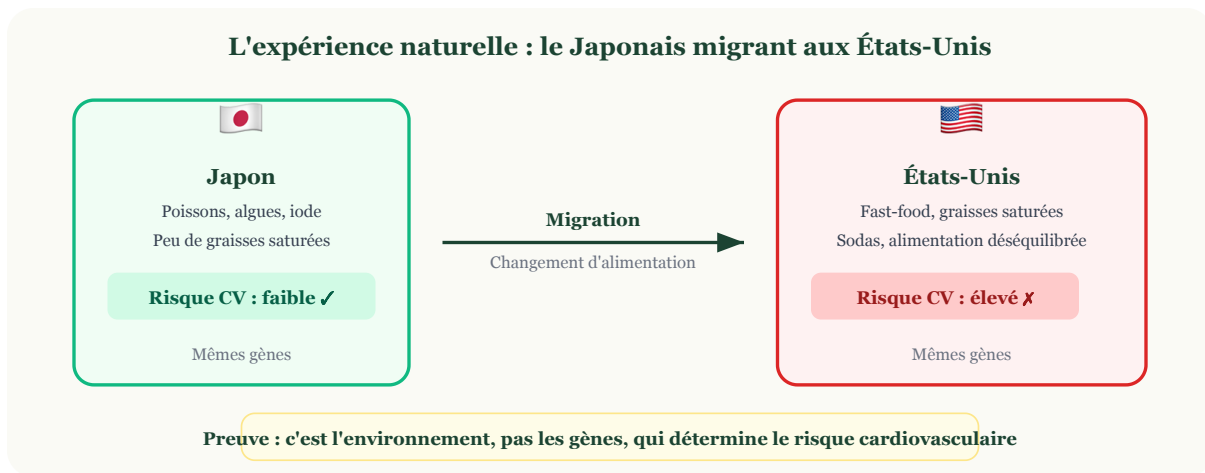 L'expérience naturelle : le Japonais migrant aux États-Unis
Japon
Poissons, algues, iode
Peu de graisses saturées
Risque CV : faible ✓
Mêmes gènes
Migration
Changement d'alimentation
États-Unis
Fast-food, graisses saturées
Sodas, alimentation déséquilibrée
Risque CV : élevé ✗
Mêmes gènes
Preuve : c'est l'environnement, pas les gènes, qui détermine le risque cardiovasculaire